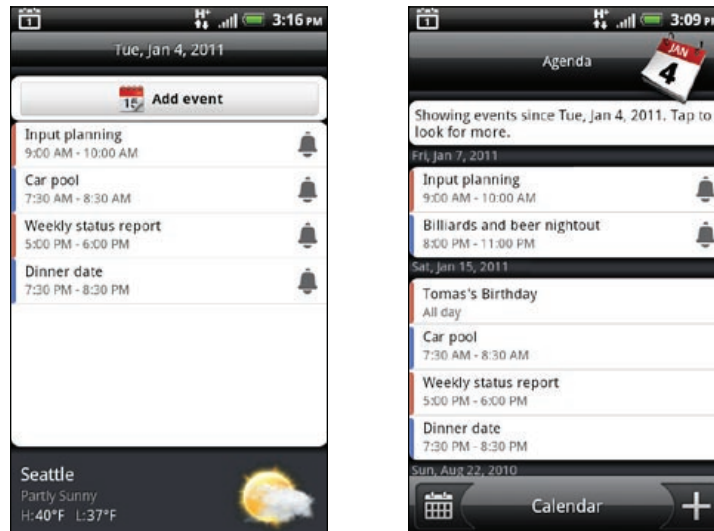 1
H+
3:16 PM
Tue, Jan 4, 2011
15
Add event
Input planning
9:00 AM - 10:00 AM
Car pool
7:30 AM - 8:30 AM
Weekly status report
5:00 PM - 6:00 PM
Dinner date
7:30 PM - 8:30 PM
Seattle
Partly Sunny
H:40°F L:37°F
1
H+
3:09 PM
Agenda
JAN
4
Showing events since Tue, Jan 4, 2011. Tap to
look for more.
Fri, Jan 7, 2011
Input planning
9:00 AM - 10:00 AM
Billiards and beer nightout
8:00 PM - 11:00 PM
Sat, Jan 15, 2011
Tomas's Birthday
All day
Car pool
7:30 AM - 8:30 AM
Weekly status report
5:00 PM - 6:00 PM
Dinner date
7:30 PM - 8:30 PM
Sun, Aug 22, 2010
Calendar